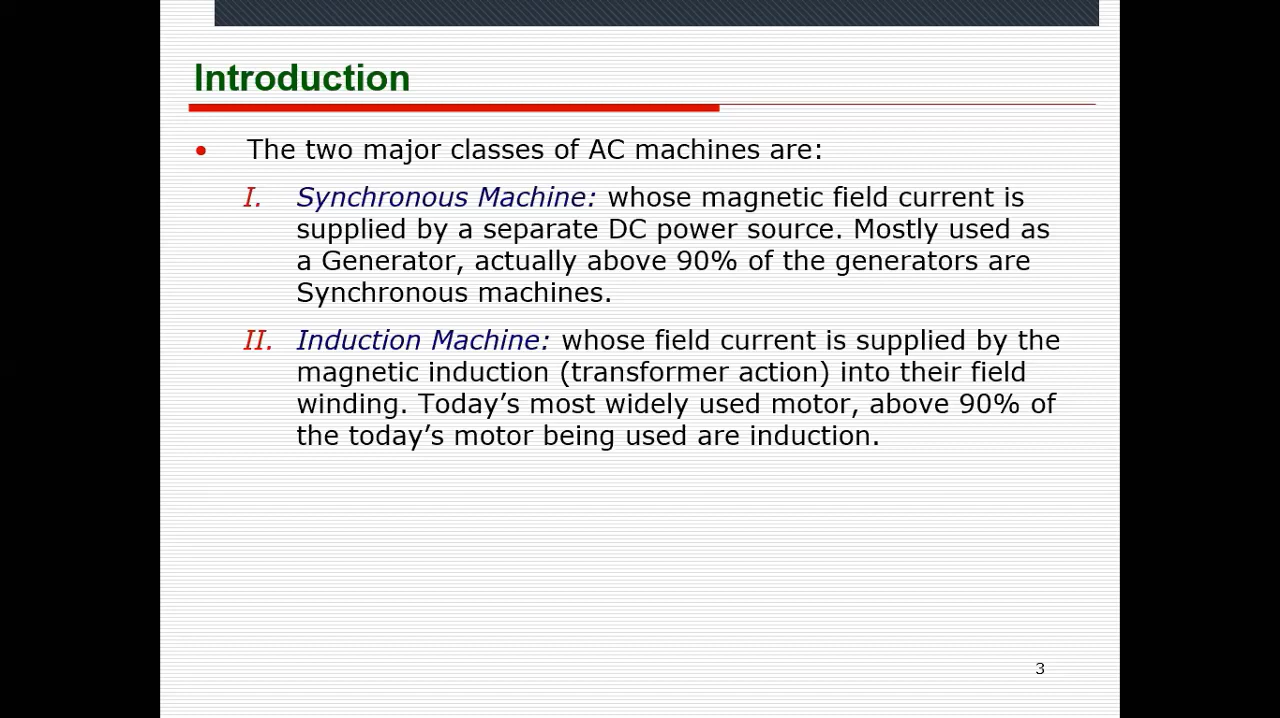 Introduction
• The two major classes of AC machines are:
I. Synchronous Machine: whose magnetic field current is
supplied by a separate DC power source. Mostly used as
a Generator, actually above 90% of the generators are
Synchronous machines.
II. Induction Machine: whose field current is supplied by the
magnetic induction (transformer action) into their field
winding. Today’s most widely used motor, above 90% of
the today’s motor being used are induction.
3